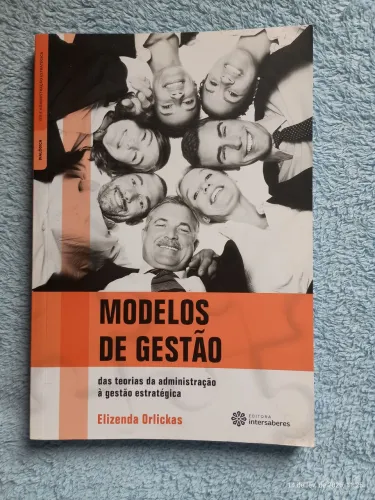 MODELOS
DE GESTÃO
das teorias da administração
à gestão estratégica
Elizenda Orlickas
EDITORA
intersaberes